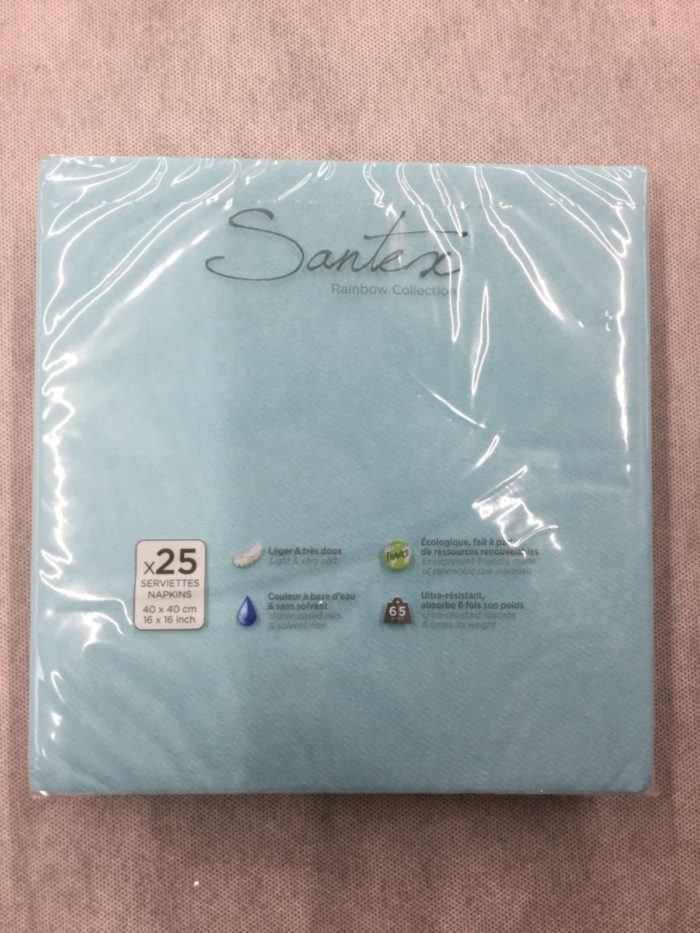 Santex
Rainbow Collection
x25
SERVIETTES
NAPKINS
40 x 40 cm
16 x 16 inch
Léger & très doux
Light & very soft
Couleur à base d'eau
& sans solvant
Water-based inks
& solvent-free
Écologique, fait à partir
de ressources renouvelables
Environment-friendly, made
of renewable raw materials
65
Ultra-résistant,
absorbe 6 fois son poids
Ultra-resistant absorbs
6 times its weight